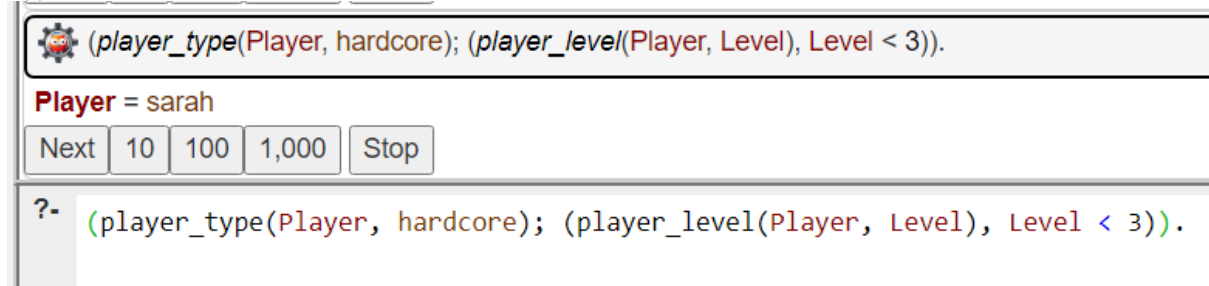 (player_type(Player, hardcore); (player_level(Player, Level), Level < 3)).
Player = sarah
Next 10 100 1,000 Stop
?- (player_type(Player, hardcore); (player_level(Player, Level), Level < 3)).